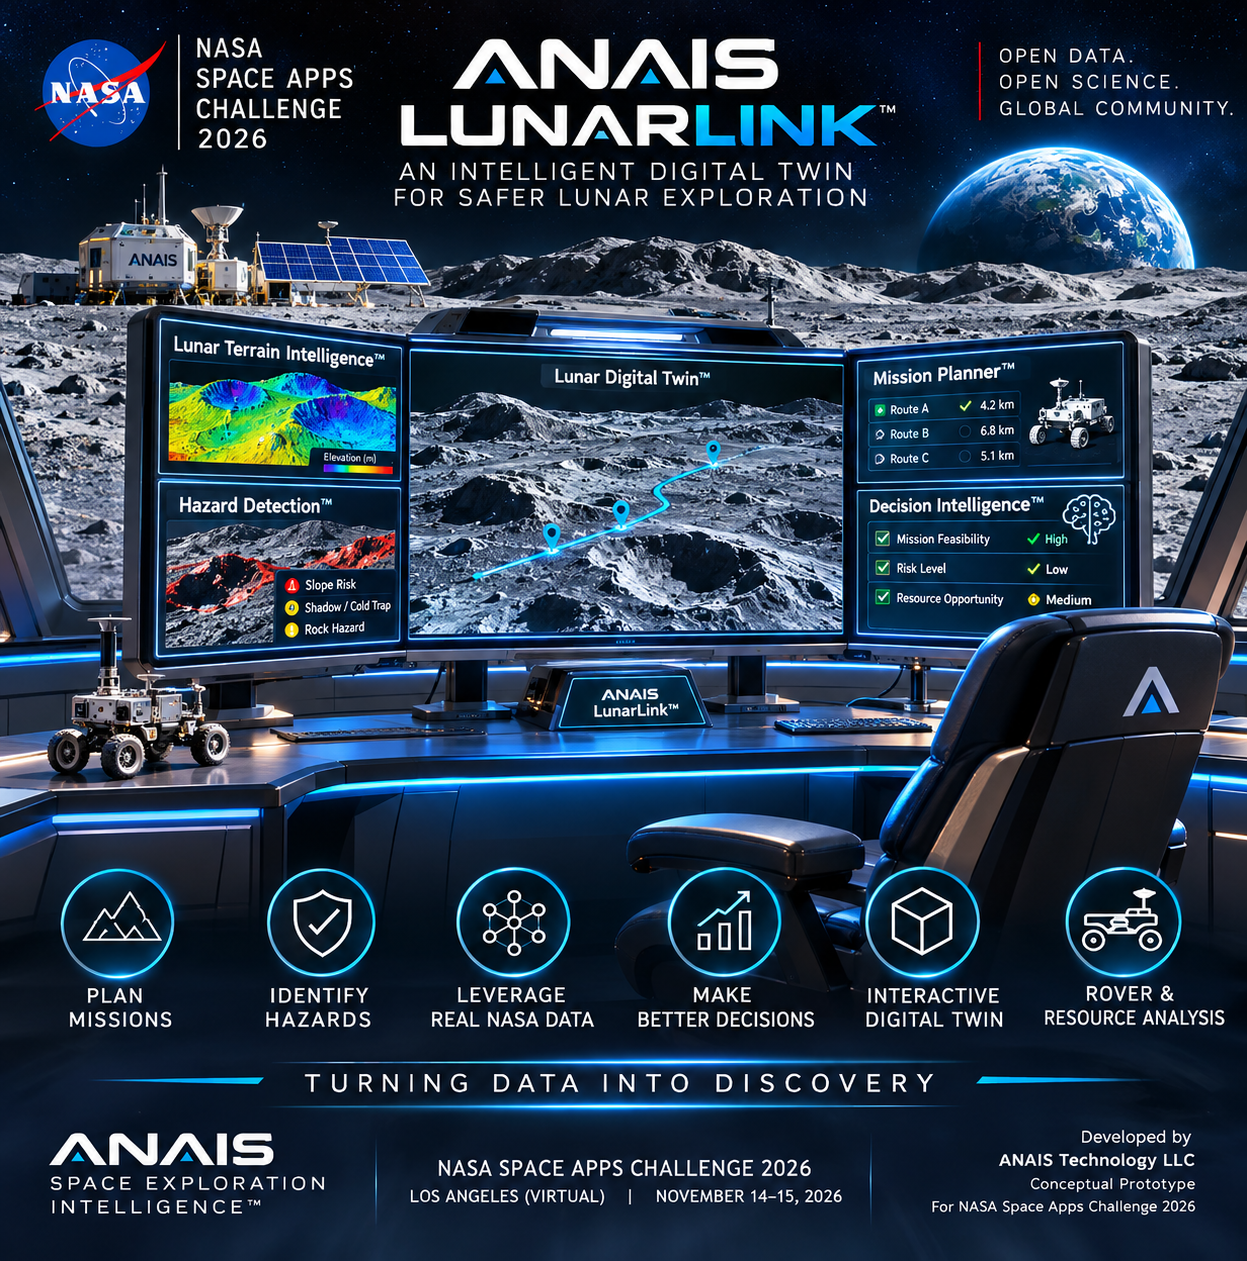 NASA
NASA
SPACE APPS
CHALLENGE
2026
ANAIS
LUNARLINK™
AN INTELLIGENT DIGITAL TWIN
FOR SAFER LUNAR EXPLORATION
OPEN DATA.
OPEN SCIENCE.
GLOBAL COMMUNITY.
ANAIS
Lunar Terrain Intelligence™
Elevation (m)
Hazard Detection™
Slope Risk
Shadow / Cold Trap
Rock Hazard
Lunar Digital Twin™
Mission Planner™
Route A 4.2 km
Route B 6.8 km
Route C 5.1 km
Decision Intelligence™
Mission Feasibility High
Risk Level Low
Resource Opportunity Medium
ANAIS
LunarLink™
PLAN
MISSIONS
IDENTIFY
HAZARDS
LEVERAGE
REAL NASA DATA
MAKE
BETTER DECISIONS
INTERACTIVE
DIGITAL TWIN
ROVER &
RESOURCE ANALYSIS
TURNING DATA INTO DISCOVERY
ANAIS
SPACE EXPLORATION
INTELLIGENCE™
NASA SPACE APPS CHALLENGE 2026
LOS ANGELES (VIRTUAL) | NOVEMBER 14–15, 2026
Developed by
ANAIS Technology LLC
Conceptual Prototype
For NASA Space Apps Challenge 2026